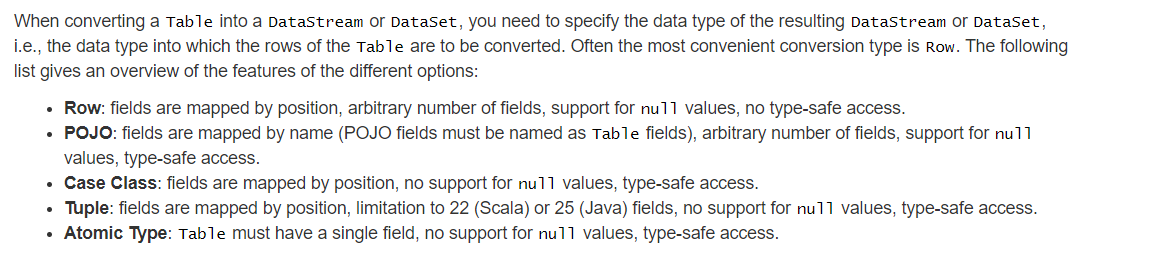 When converting a Table into a DataStream or DataSet, you need to specify the data type of the resulting DataStream or DataSet,
i.e., the data type into which the rows of the Table are to be converted. Often the most convenient conversion type is Row. The following
list gives an overview of the features of the different options:
• Row: fields are mapped by position, arbitrary number of fields, support for null values, no type-safe access.
• POJO: fields are mapped by name (POJO fields must be named as Table fields), arbitrary number of fields, support for null
values, type-safe access.
• Case Class: fields are mapped by position, no support for null values, type-safe access.
• Tuple: fields are mapped by position, limitation to 22 (Scala) or 25 (Java) fields, no support for null values, type-safe access.
• Atomic Type: Table must have a single field, no support for null values, type-safe access.